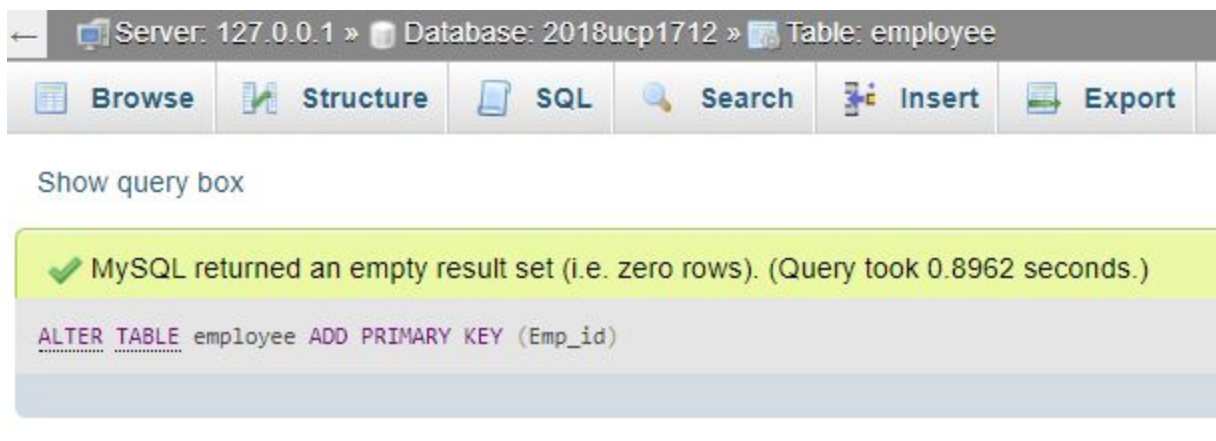 ← Server: 127.0.0.1 » Database: 2018ucp1712 » Table: employee
Browse Structure SQL Search Insert Export
Show query box
MySQL returned an empty result set (i.e. zero rows). (Query took 0.8962 seconds.)
ALTER TABLE employee ADD PRIMARY KEY (Emp_id)